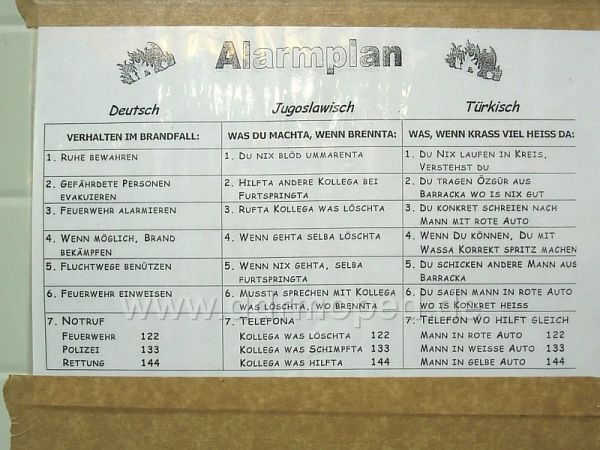 Alarmplan
Deutsch Jugoslawisch Türkisch
VERHALTEN IM BRANDFALL: WAS DU MACHTA, WENN BRENNTA: WAS, WENN KRASS VIEL HEISS DA:
1. RUHE BEWAHREN
1. DU NIX BLÖD UMMARENTA
1. DU NIX LAUFEN IN KREIS,
VERSTEHST DU
2. GEFÄHRDETE PERSONEN
EVAKUIEREN
2. HILFTA ANDERE KOLLEGA BEI
FURTSPRINGTA
2. DU TRAGEN ÖZGÜR AUS
BARRACKA WO IS NIX GUT
3. FEUERWEHR ALARMIEREN
3. RUFTA KOLLEGA WAS LÖSCHTA
3. DU KONKRET SCHREIEN NACH
MANN MIT ROTE AUTO
4. WENN MÖGLICH, BRAND
BEKÄMPFEN
4. WENN GEHTA SELBA LÖSCHTA
4. WENN DU KÖNNEN, DU MIT
WASSA KORREKT SPRITZ MACHEN
5. FLUCHTWEGE BENÜTZEN
5. WENN NIX GEHTA, SELBA
FURTSPRINGTA
5. DU SCHICKEN ANDERE MANN AUS
BARRACKA
6. FEUERWEHR EINWEISEN
6. MUSSTA SPRECHEN MIT KOLLEGA
WAS LÖSCHTA, WO BRENNTA
6. DU SAGEN MANN IN ROTE AUTO
WO IS KONKRET HEISS
7. NOTRUF
FEUERWEHR 122
POLIZEI 133
RETTUNG 144
7. TELEFONA
KOLLEGA WAS LÖSCHTA 122
KOLLEGA WAS SCHIMPFTA 133
KOLLEGA WAS HILFTA 144
7. TELEFON WO HILFT GLEICH
MANN IN ROTE AUTO 122
MANN IN WEISSE AUTO 133
MANN IN GELBE AUTO 144